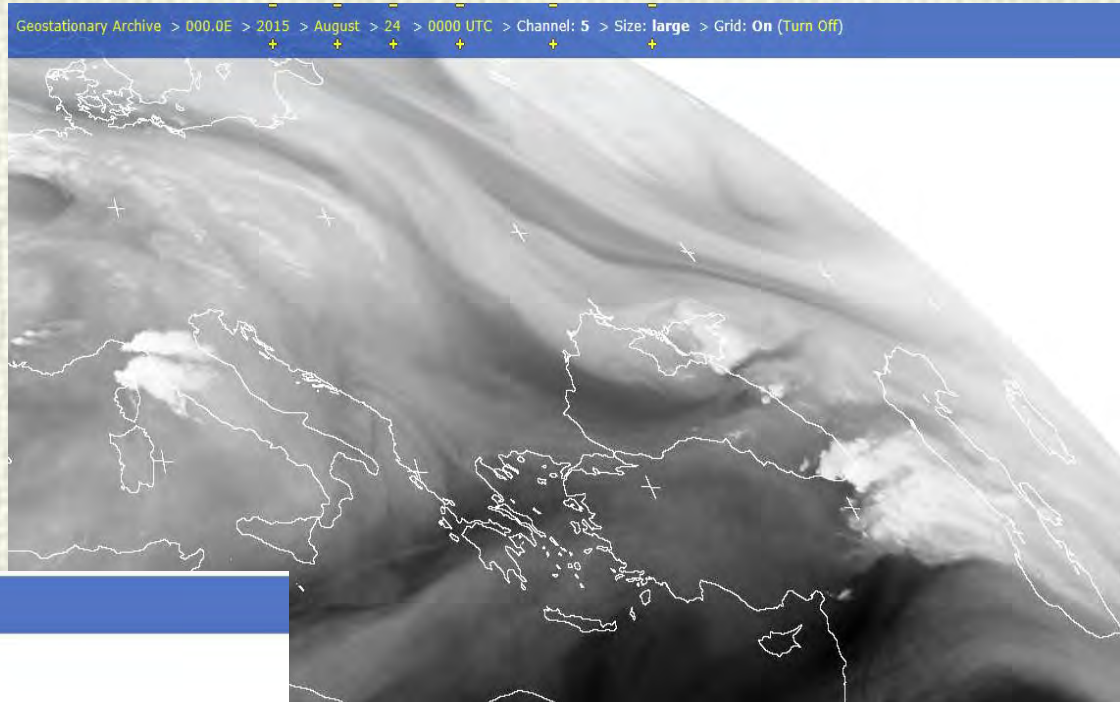 Geostationary Archive > 000.0E > 2015 > August > 24 > 0000 UTC > Channel: 5 > Size: large > Grid: On (Turn Off)